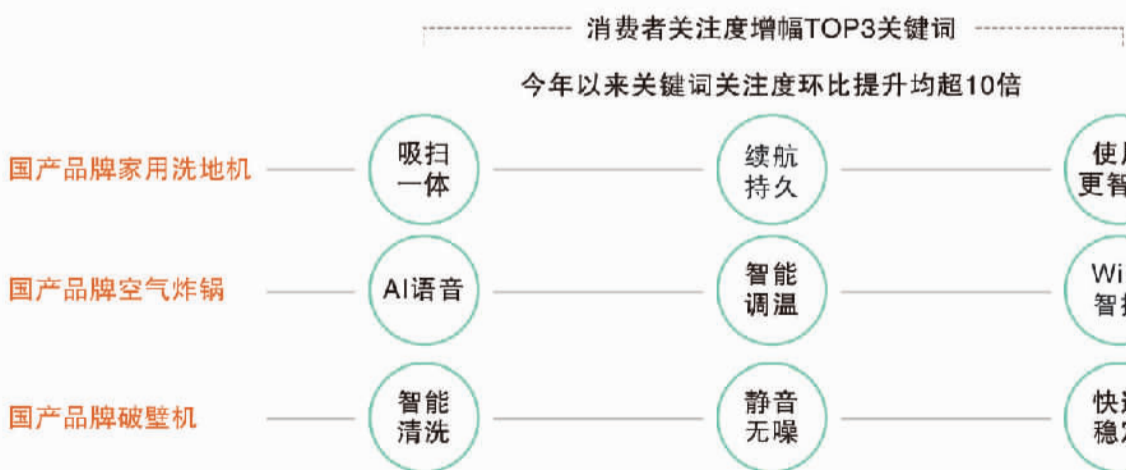 消费者关注度增幅TOP3关键词
今年以来关键词关注度环比提升均超10倍
国产品牌家用洗地机
吸扫
一体
续航
持久
使
更智
国产品牌空气炸锅
AI语音
智能
调温
Wi
智
国产品牌破壁机
智能
清洗
静音
无噪
快
稳